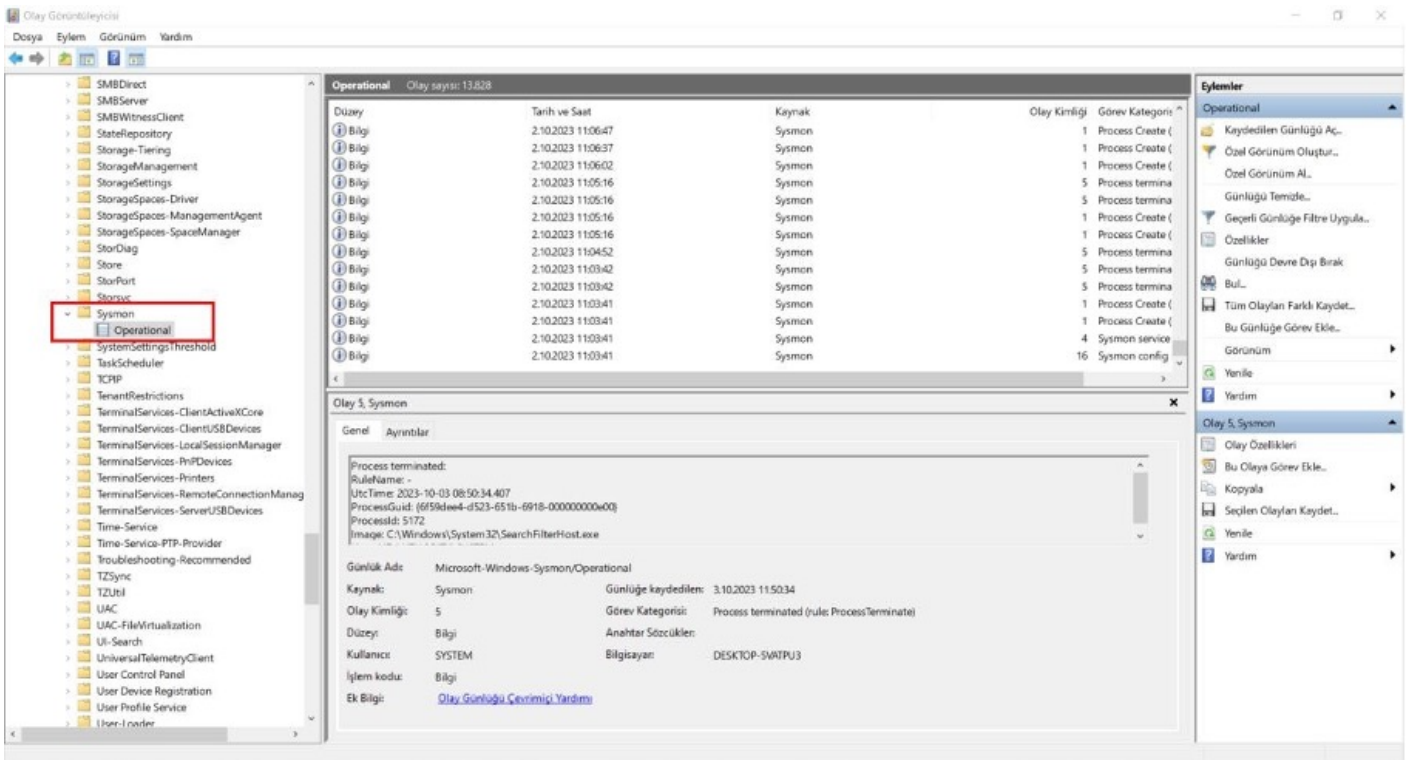 Olay Görüntüleyicisi
Dosya Eylem Görünüm Yardım
SMBDirect
SMBServer
SMBWitnessClient
StateRepository
Storage-Tiering
StorageManagement
StorageSettings
StorageSpaces-Driver
StorageSpaces-ManagementAgent
StorageSpaces-SpaceManager
StorDiag
Store
StorPort
Storsvc
Sysmon
Operational
SystemSettingsThreshold
TaskScheduler
TCPIP
TenantRestrictions
TerminalServices-ClientActiveXCore
TerminalServices-ClientUSBDevices
TerminalServices-LocalSessionManager
TerminalServices-PnPDevices
TerminalServices-Printers
TerminalServices-RemoteConnectionManag
TerminalServices-ServerUSBDevices
Time-Service
Time-Service-PTP-Provider
Troubleshooting-Recommended
TZSync
TZUtil
UAC
UAC-FileVirtualization
UI-Search
UniversalTelemetryClient
User Control Panel
User Device Registration
User Profile Service
User-Loader
Operational Olay sayısı: 13.828
Düzey Tarih ve Saat Kaynak Olay Kimliği Görev Kategoris
Bilgi 2.10.2023 11:06:47 Sysmon 1 Process Create (
Bilgi 2.10.2023 11:06:37 Sysmon 1 Process Create (
Bilgi 2.10.2023 11:06:02 Sysmon 1 Process Create (
Bilgi 2.10.2023 11:05:16 Sysmon 5 Process termina
Bilgi 2.10.2023 11:05:16 Sysmon 5 Process termina
Bilgi 2.10.2023 11:05:16 Sysmon 1 Process Create (
Bilgi 2.10.2023 11:05:16 Sysmon 1 Process Create (
Bilgi 2.10.2023 11:04:52 Sysmon 5 Process termina
Bilgi 2.10.2023 11:03:42 Sysmon 5 Process termina
Bilgi 2.10.2023 11:03:42 Sysmon 5 Process termina
Bilgi 2.10.2023 11:03:41 Sysmon 1 Process Create (
Bilgi 2.10.2023 11:03:41 Sysmon 1 Process Create (
Bilgi 2.10.2023 11:03:41 Sysmon 4 Sysmon service
Bilgi 2.10.2023 11:03:41 Sysmon 16 Sysmon config
Olay 5, Sysmon
Genel Ayrıntılar
Process terminated:
RuleName: -
UtcTime: 2023-10-03 08:50:34.407
ProcessGuid: {6f59dee4-d523-651b-6918-000000000e00}
ProcessId: 5172
Image: C:\Windows\System32\SearchFilterHost.exe
Günlük Adı: Microsoft-Windows-Sysmon/Operational
Kaynak: Sysmon Günlüğe kaydedilen: 3.10.2023 11:50:34
Olay Kimliği: 5 Görev Kategorisi: Process terminated (rule: ProcessTerminate)
Düzey: Bilgi Anahtar Sözcükler:
Kullanıcı: SYSTEM Bilgisayar: DESKTOP-SVATPU3
İşlem kodu: Bilgi
Ek Bilgi: Olay Günlüğü Çevrimiçi Yardımı
Eylemler
Operational
Kaydedilen Günlüğü Aç...
Özel Görünüm Oluştur...
Özel Görünüm Al...
Günlüğü Temizle...
Geçerli Günlüğe Filtre Uygula...
Özellikler
Günlüğü Devre Dışı Bırak
Bul...
Tüm Olayları Farklı Kaydet...
Bu Günlüğe Görev Ekle...
Görünüm
Yenile
Yardım
Olay 5, Sysmon
Olay Özellikleri
Bu Olaya Görev Ekle...
Kopyala
Seçilen Olayları Kaydet...
Yenile
Yardım